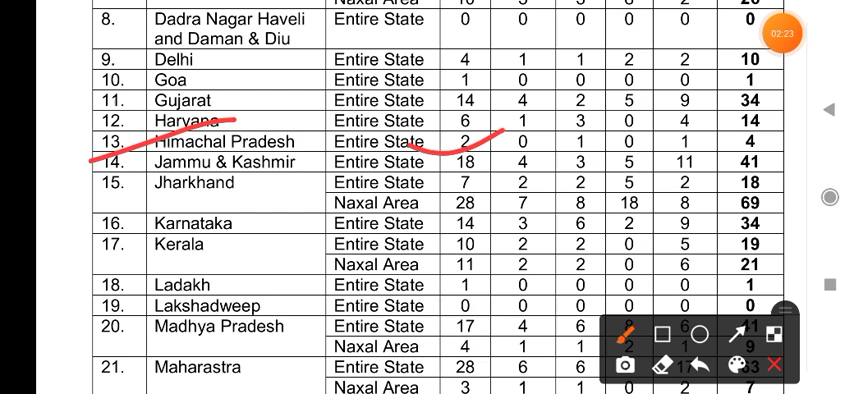 Naxal Area
8. Dadra Nagar Haveli Entire State 0 0 0 0 0 0
and Daman & Diu
02:23
9. Delhi Entire State 4 1 1 2 2 10
10. Goa Entire State 1 0 0 0 0 1
11. Gujarat Entire State 14 4 2 5 9 34
12. Haryana Entire State 6 1 3 0 4 14
13. Himachal Pradesh Entire State 2 0 1 0 1 4
14. Jammu & Kashmir Entire State 18 4 3 5 11 41
15. Jharkhand Entire State 7 2 2 5 2 18
Naxal Area 28 7 8 18 8 69
16. Karnataka Entire State 14 3 6 2 9 34
17. Kerala Entire State 10 2 2 0 5 19
Naxal Area 11 2 2 0 6 21
18. Ladakh Entire State 1 0 0 0 0 1
19. Lakshadweep Entire State 0 0 0 0 0 0
20. Madhya Pradesh Entire State 17 4 6 8 6 41
Naxal Area 4 1 1 2 1 9
21. Maharastra Entire State 28 6 6 17
Naxal Area 3 1 1 0 2 7